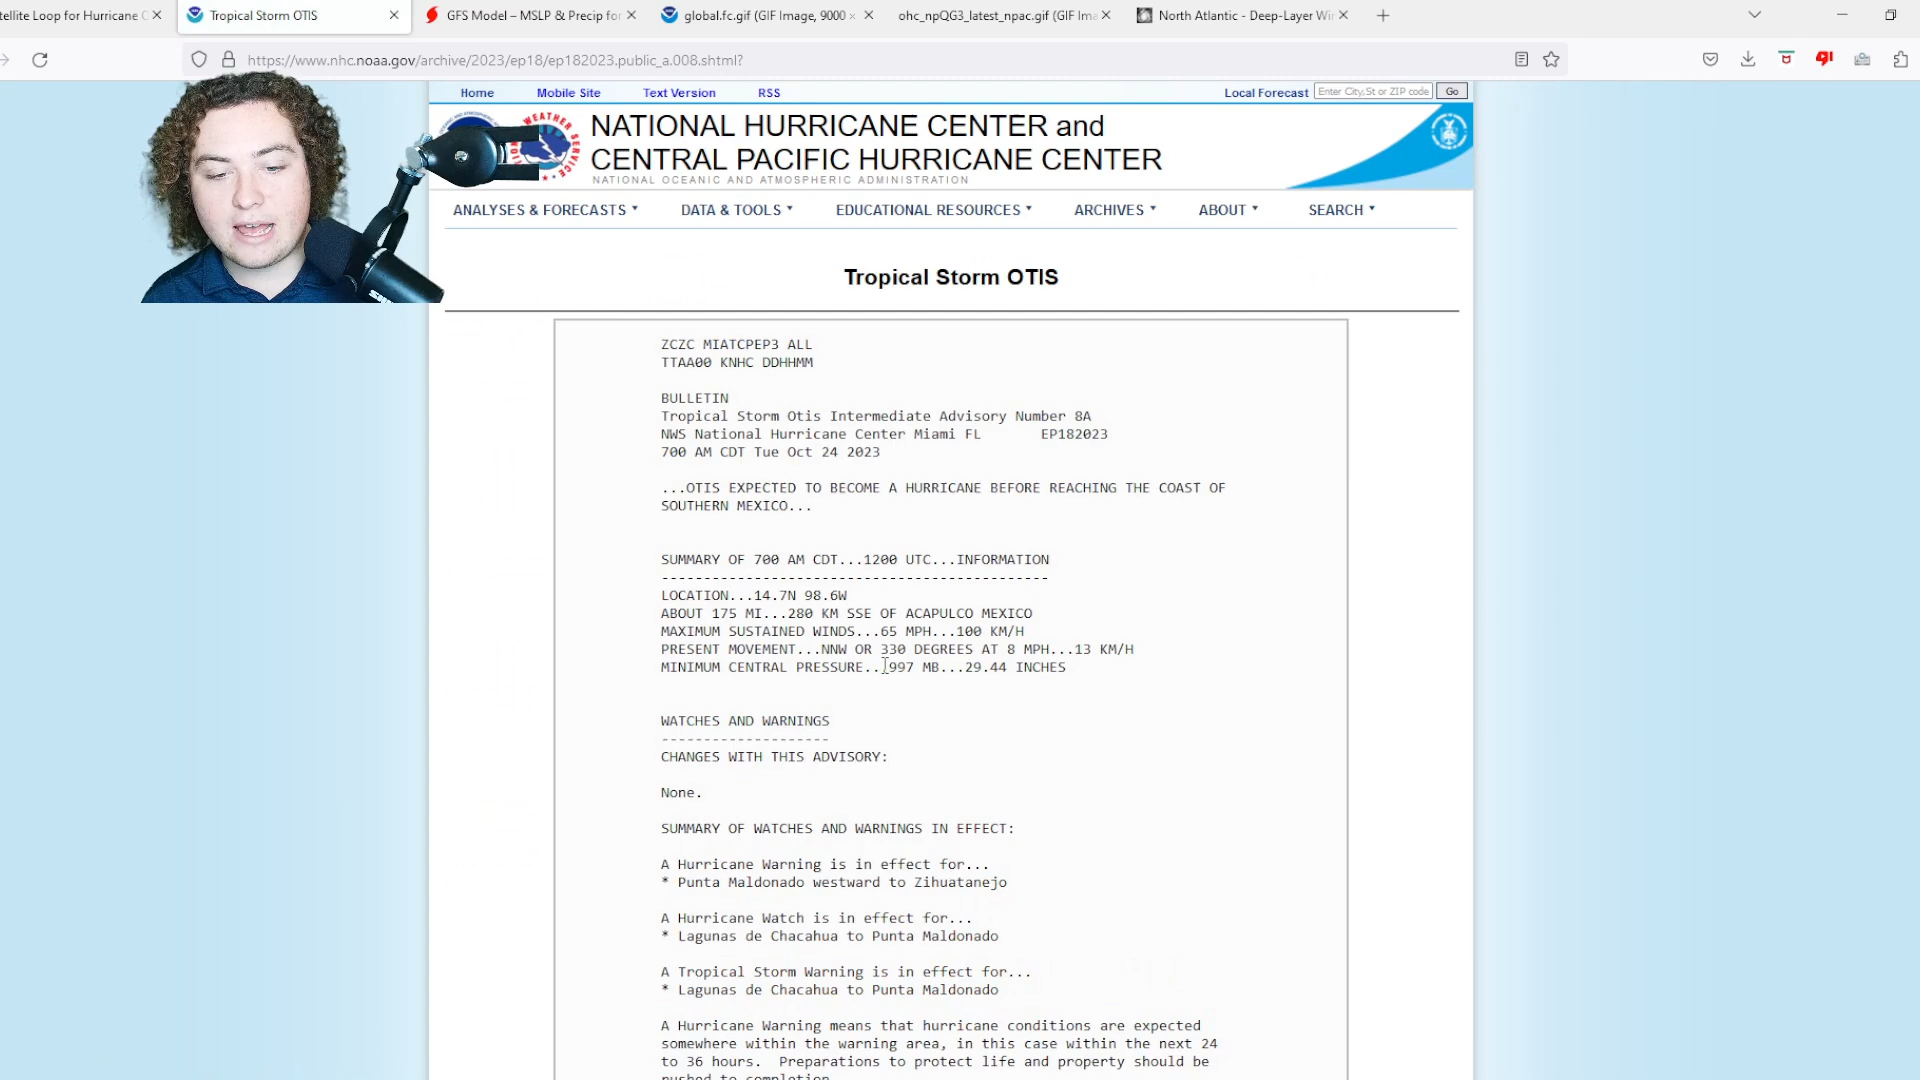 tellite Loop for Hurricane C
Tropical Storm OTIS
GFS Model – MSLP & Precip for
global.fc.gif (GIF Image, 9000 ×
ohc_npQG3_latest_npac.gif (GIF Ima
North Atlantic - Deep-Layer Wi
https://www.nhc.noaa.gov/archive/2023/ep18/ep182023.public_a.008.shtml?
Home Mobile Site Text Version RSS Local Forecast Enter City,St or ZIP code Go
NATIONAL HURRICANE CENTER and
CENTRAL PACIFIC HURRICANE CENTER
NATIONAL OCEANIC AND ATMOSPHERIC ADMINISTRATION
ANALYSES & FORECASTS DATA & TOOLS EDUCATIONAL RESOURCES ARCHIVES ABOUT SEARCH
Tropical Storm OTIS
ZCZC MIATCPEP3 ALL
TTAA00 KNHC DDHHMM
BULLETIN
Tropical Storm Otis Intermediate Advisory Number 8A
NWS National Hurricane Center Miami FL EP182023
700 AM CDT Tue Oct 24 2023
...OTIS EXPECTED TO BECOME A HURRICANE BEFORE REACHING THE COAST OF
SOUTHERN MEXICO...
SUMMARY OF 700 AM CDT...1200 UTC...INFORMATION
----------------------------------------------
LOCATION...14.7N 98.6W
ABOUT 175 MI...280 KM SSE OF ACAPULCO MEXICO
MAXIMUM SUSTAINED WINDS...65 MPH...100 KM/H
PRESENT MOVEMENT...NNW OR 330 DEGREES AT 8 MPH...13 KM/H
MINIMUM CENTRAL PRESSURE...997 MB...29.44 INCHES
WATCHES AND WARNINGS
--------------------
CHANGES WITH THIS ADVISORY:
None.
SUMMARY OF WATCHES AND WARNINGS IN EFFECT:
A Hurricane Warning is in effect for...
* Punta Maldonado westward to Zihuatanejo
A Hurricane Watch is in effect for...
* Lagunas de Chacahua to Punta Maldonado
A Tropical Storm Warning is in effect for...
* Lagunas de Chacahua to Punta Maldonado
A Hurricane Warning means that hurricane conditions are expected
somewhere within the warning area, in this case within the next 24
to 36 hours.  Preparations to protect life and property should be
rushed to completion.